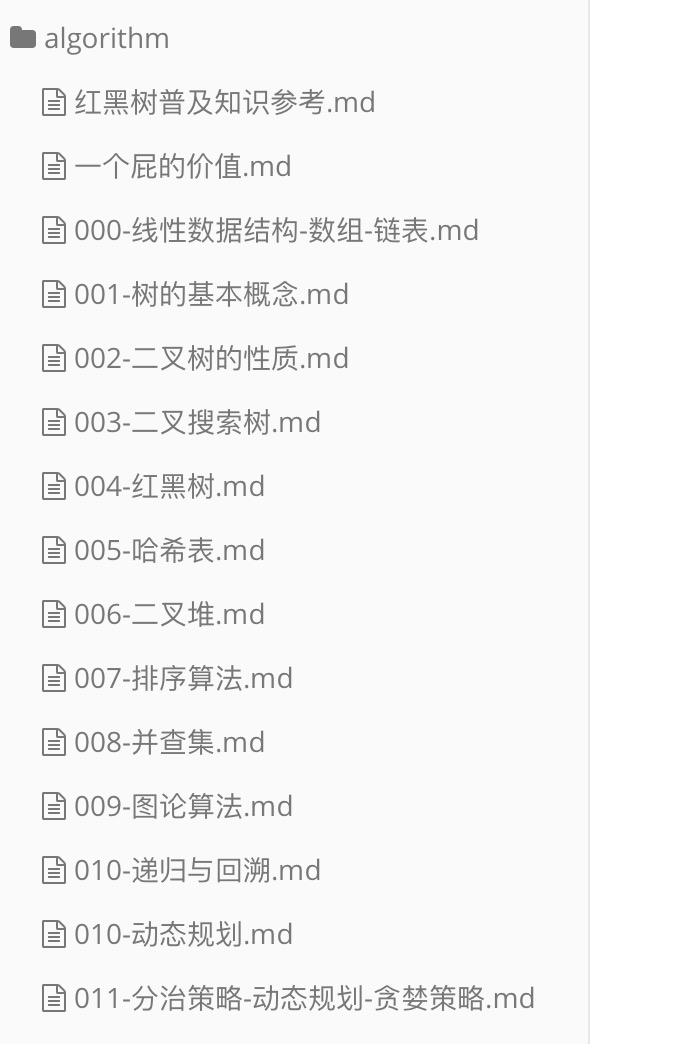 algorithm
红黑树普及知识参考.md
一个屁的价值.md
000-线性数据结构-数组-链表.md
001-树的基本概念.md
002-二叉树的性质.md
003-二叉搜索树.md
004-红黑树.md
005-哈希表.md
006-二叉堆.md
007-排序算法.md
008-并查集.md
009-图论算法.md
010-递归与回溯.md
010-动态规划.md
011-分治策略-动态规划-贪婪策略.md